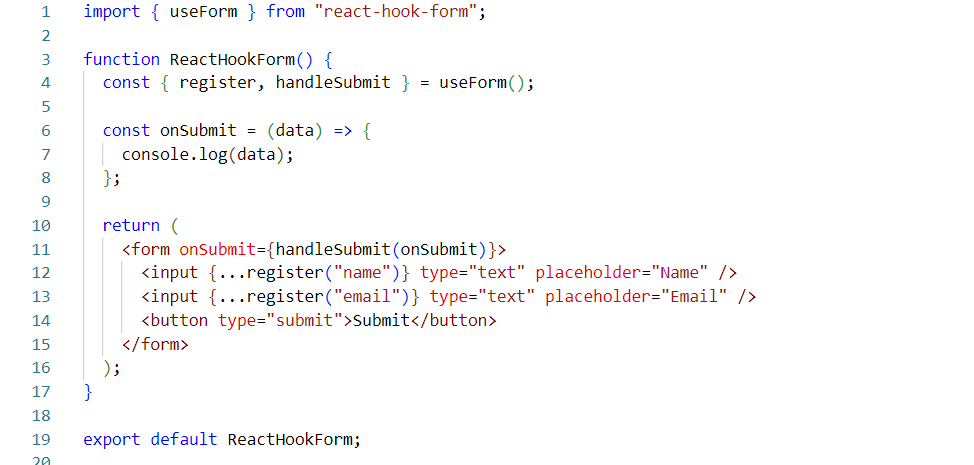 1 import { useForm } from "react-hook-form";
2
3 function ReactHookForm() {
4 const { register, handleSubmit } = useForm();
5
6 const onSubmit = (data) => {
7 console.log(data);
8 };
9
10 return (
11 <form onSubmit={handleSubmit(onSubmit)}>
12 <input {...register("name")} type="text" placeholder="Name" />
13 <input {...register("email")} type="text" placeholder="Email" />
14 <button type="submit">Submit</button>
15 </form>
16 );
17 }
18
19 export default ReactHookForm;
20